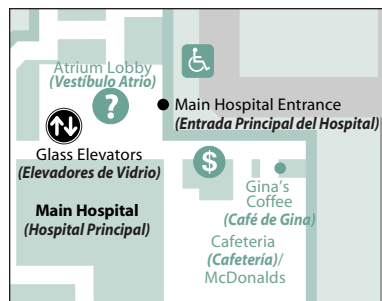 Atrium Lobby
(Vestíbulo Atrio)
?
Main Hospital Entrance
(Entrada Principal del Hospital)
Glass Elevators
(Elevadores de Vidrio)
$
Gina's
Coffee
(Café de Gina)
Main Hospital
(Hospital Principal)
Cafeteria
(Cafetería)/
McDonalds